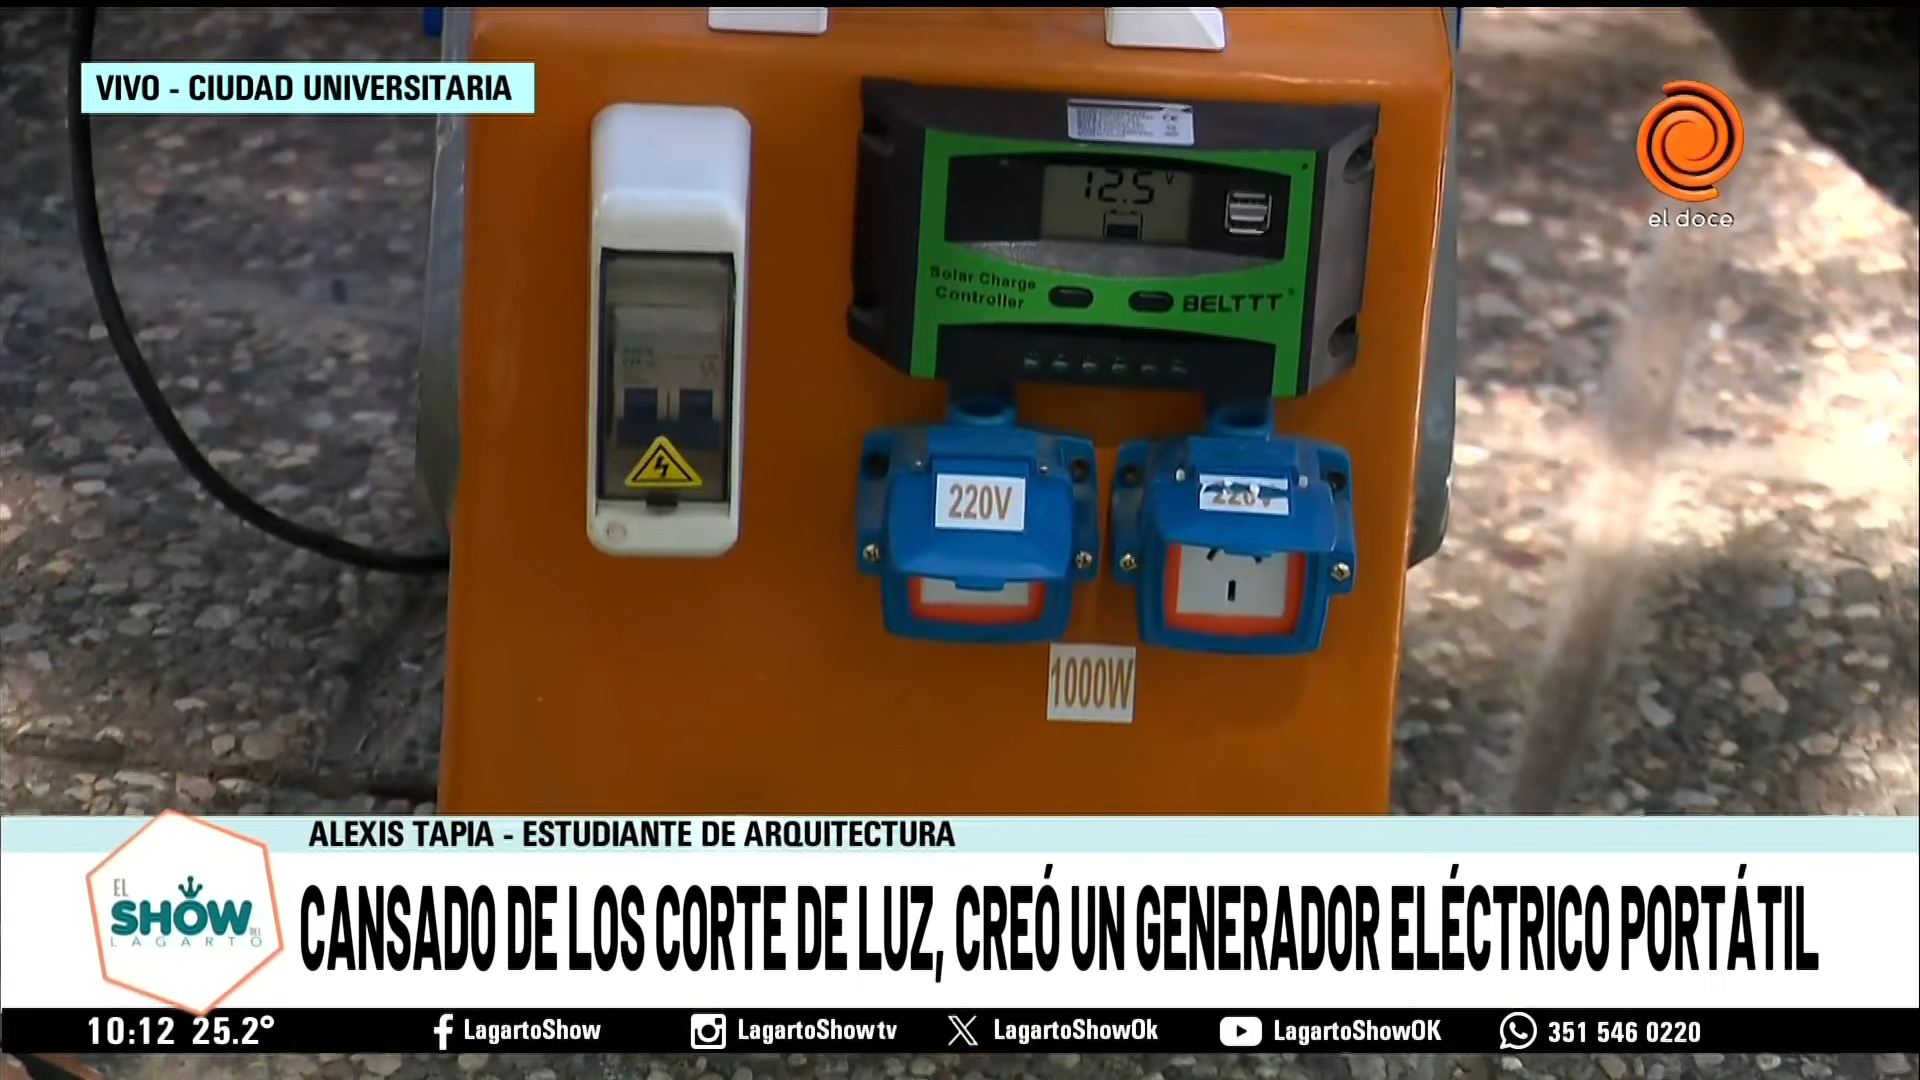 VIVO - CIUDAD UNIVERSITARIA
el doce
12.5 V
Solar Charge
Controller
BELTTT
220V
220V
1000W
ALEXIS TAPIA - ESTUDIANTE DE ARQUITECTURA
EL
SHOW
DEL
LAGARTO
CANSADO DE LOS CORTE DE LUZ, CREÓ UN GENERADOR ELÉCTRICO PORTÁTIL
10:12 25.2°
LagartoShow
LagartoShowtv
LagartoShowOk
LagartoShowOK
351 546 0220